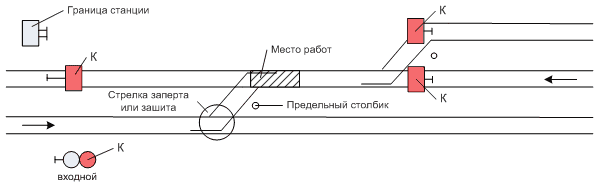 Граница станции
К
К
Место работ
Стрелка заперта
или зашита
К
Предельный столбик
К
входной